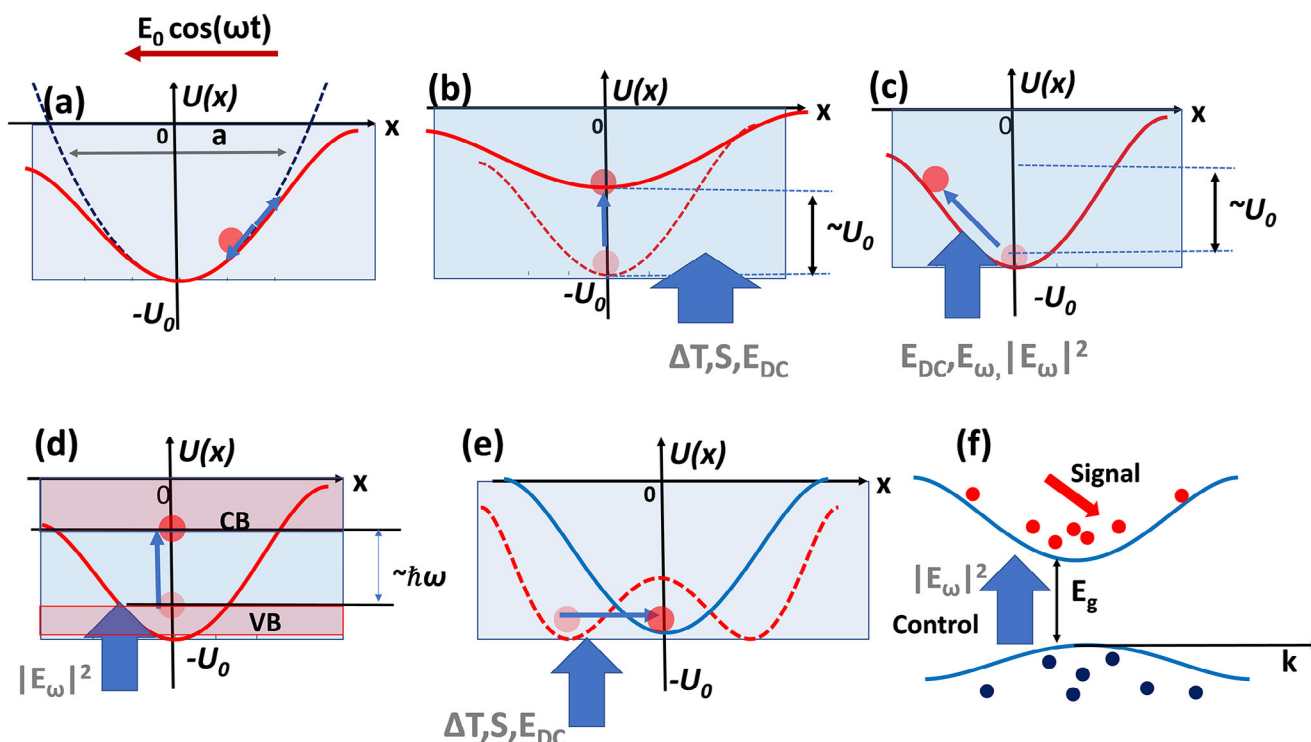 E₀ cos(ωt)
(a)
U(x)
x
0
a
-U₀
(b)
U(x)
x
0
~U₀
-U₀
ΔT,S,E_DC
(c)
U(x)
x
0
~U₀
-U₀
E_DC,E_ω,|E_ω|²
(d)
U(x)
x
0
CB
~ħω
VB
-U₀
|E_ω|²
(e)
U(x)
x
0
-U₀
ΔT,S,E_DC
(f)
Signal
|E_ω|²
E_g
Control
k